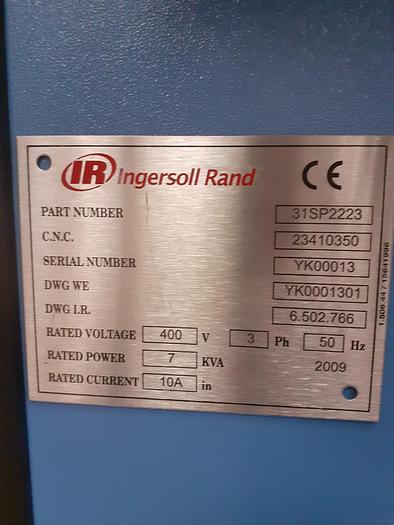 IR Ingersoll Rand CE
PART NUMBER 31SP2223
C.N.C. 23410350
SERIAL NUMBER YK00013
DWG WE YK0001301
DWG I.R. 6.502.766
RATED VOLTAGE 400 V 3 Ph 50 Hz
RATED POWER 7 KVA 2009
RATED CURRENT 10A in